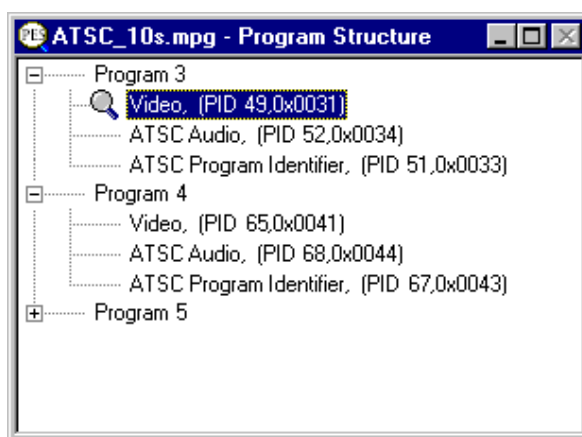 PES ATSC_10s.mpg - Program Structure
Program 3
Video, (PID 49,0x0031)
ATSC Audio, (PID 52,0x0034)
ATSC Program Identifier, (PID 51,0x0033)
Program 4
Video, (PID 65,0x0041)
ATSC Audio, (PID 68,0x0044)
ATSC Program Identifier, (PID 67,0x0043)
Program 5